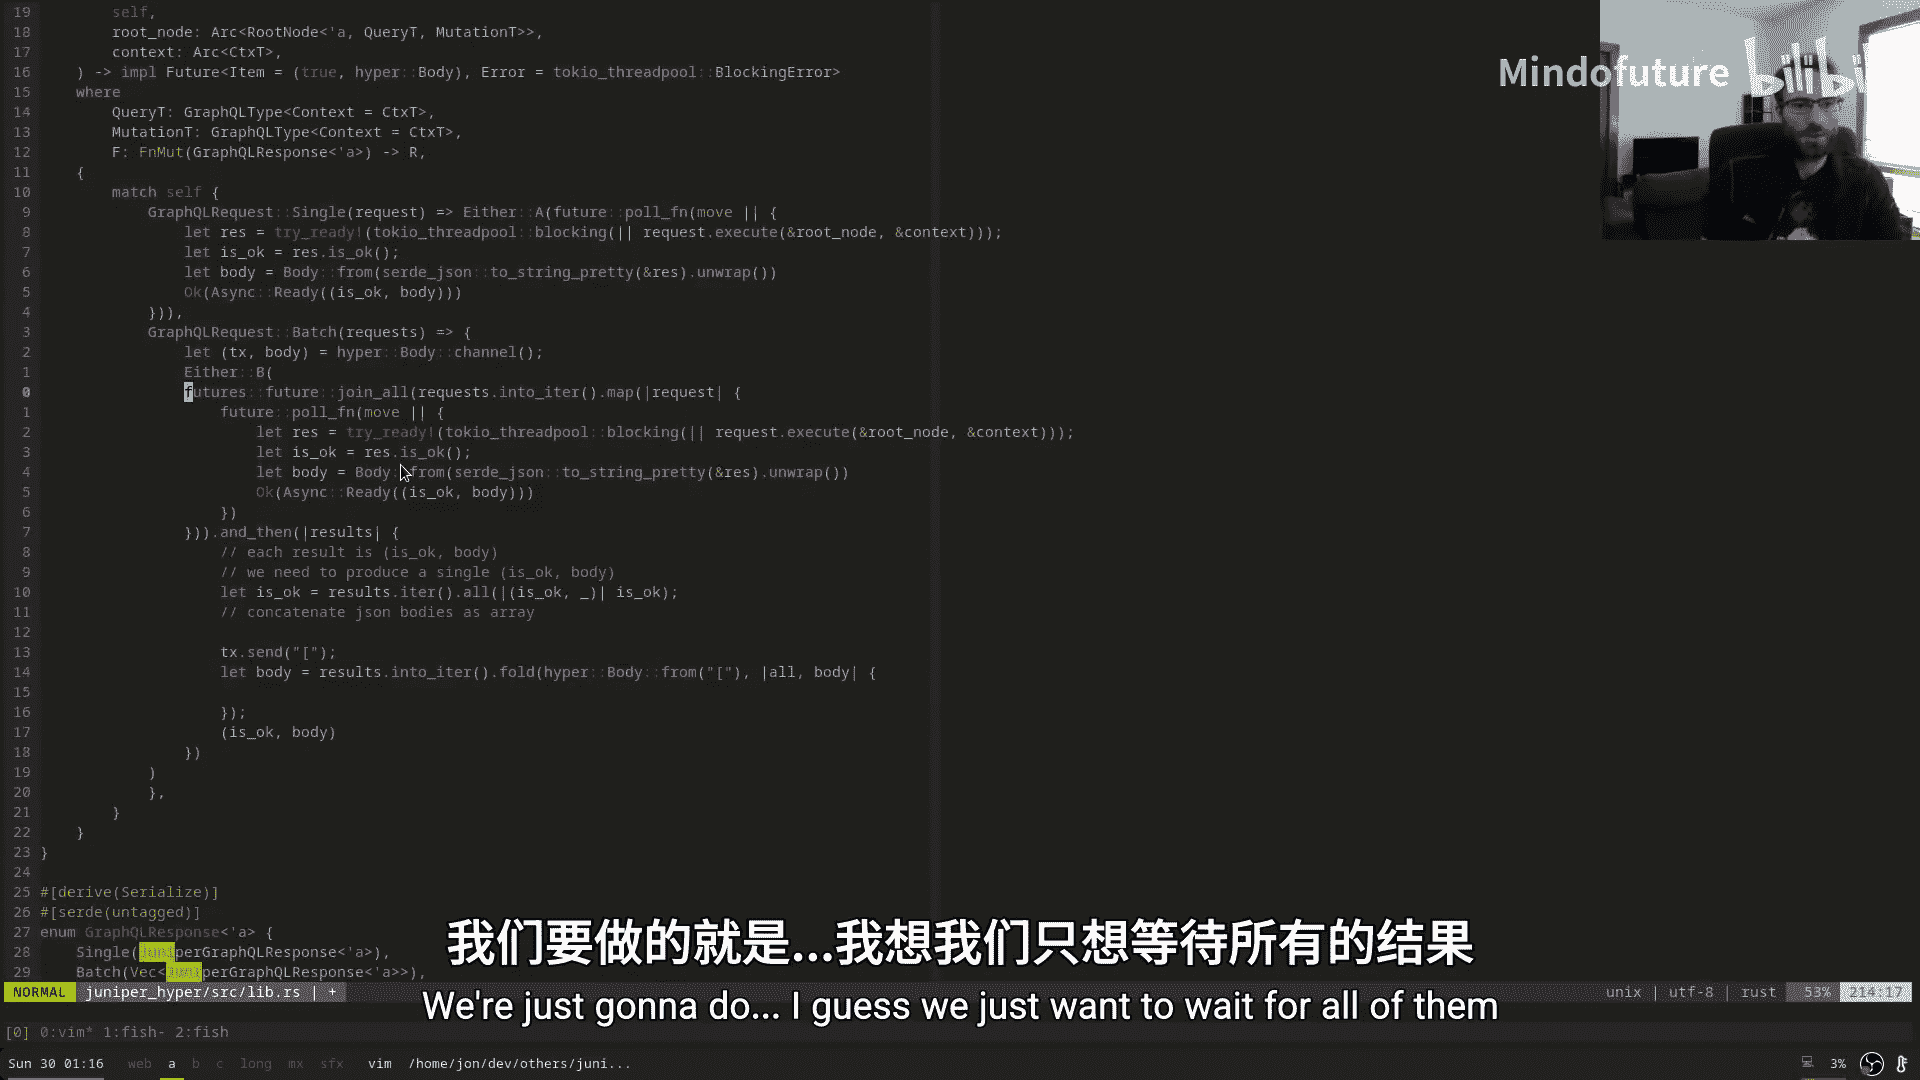 19         self,
18         root_node: Arc<RootNode<'a, QueryT, MutationT>>,
17         context: Arc<CtxT>,
16     ) -> impl Future<Item = (true, hyper::Body), Error = tokio_threadpool::BlockingError>
15     where
14         QueryT: GraphQLType<Context = CtxT>,
13         MutationT: GraphQLType<Context = CtxT>,
12         F: FnMut(GraphQLResponse<'a>) -> R,
11     {
10         match self {
9             GraphQLRequest::Single(request) => Either::A(future::poll_fn(move || {
8                 let res = try_ready!(tokio_threadpool::blocking(|| request.execute(&root_node, &context)));
7                 let is_ok = res.is_ok();
6                 let body = Body::from(serde_json::to_string_pretty(&res).unwrap())
5                 Ok(Async::Ready((is_ok, body)))
4             })),
3             GraphQLRequest::Batch(requests) => {
2                 let (tx, body) = hyper::Body::channel();
1                 Either::B(
0                 futures::future::join_all(requests.into_iter().map(|request| {
1                     future::poll_fn(move || {
2                         let res = try_ready!(tokio_threadpool::blocking(|| request.execute(&root_node, &context)));
3                         let is_ok = res.is_ok();
4                         let body = Body::from(serde_json::to_string_pretty(&res).unwrap())
5                         Ok(Async::Ready((is_ok, body)))
6                     })
7                 })).and_then(|results| {
8                     // each result is (is_ok, body)
9                     // we need to produce a single (is_ok, body)
10                     let is_ok = results.iter().all(|(is_ok, _)| is_ok);
11                     // concatenate json bodies as array
12
13                     tx.send("[");
14                     let body = results.into_iter().fold(hyper::Body::from("["), |all, body| {
15
16                     });
17                     (is_ok, body)
18                 })
19             )
20             },
21         }
22     }
23 }
24
25 #[derive(Serialize)]
26 #[serde(untagged)]
27 enum GraphQLResponse<'a> {
28     Single(juniperGraphQLResponse<'a>),
29     Batch(Vec<juniperGraphQLResponse<'a>>),
NORMAL juniper_hyper/src/lib.rs | + unix | utf-8 | rust 53% 214:17
[0] 0:vim* 1:fish- 2:fish
Sun 30 01:16 web a b c long mx sfx vim /home/jon/dev/others/juni... 3%
Mindofuture bilibili
我们要做的就是...我想我们只想等待所有的结果
We're just gonna do... I guess we just want to wait for all of them